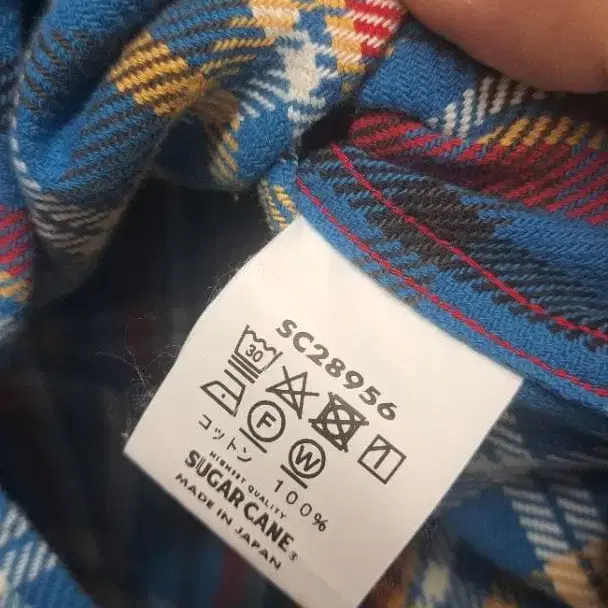 SC28956
30
F
W
コットン 100%
HIGHEST QUALITY
SUGAR CANE®
MADE IN JAPAN